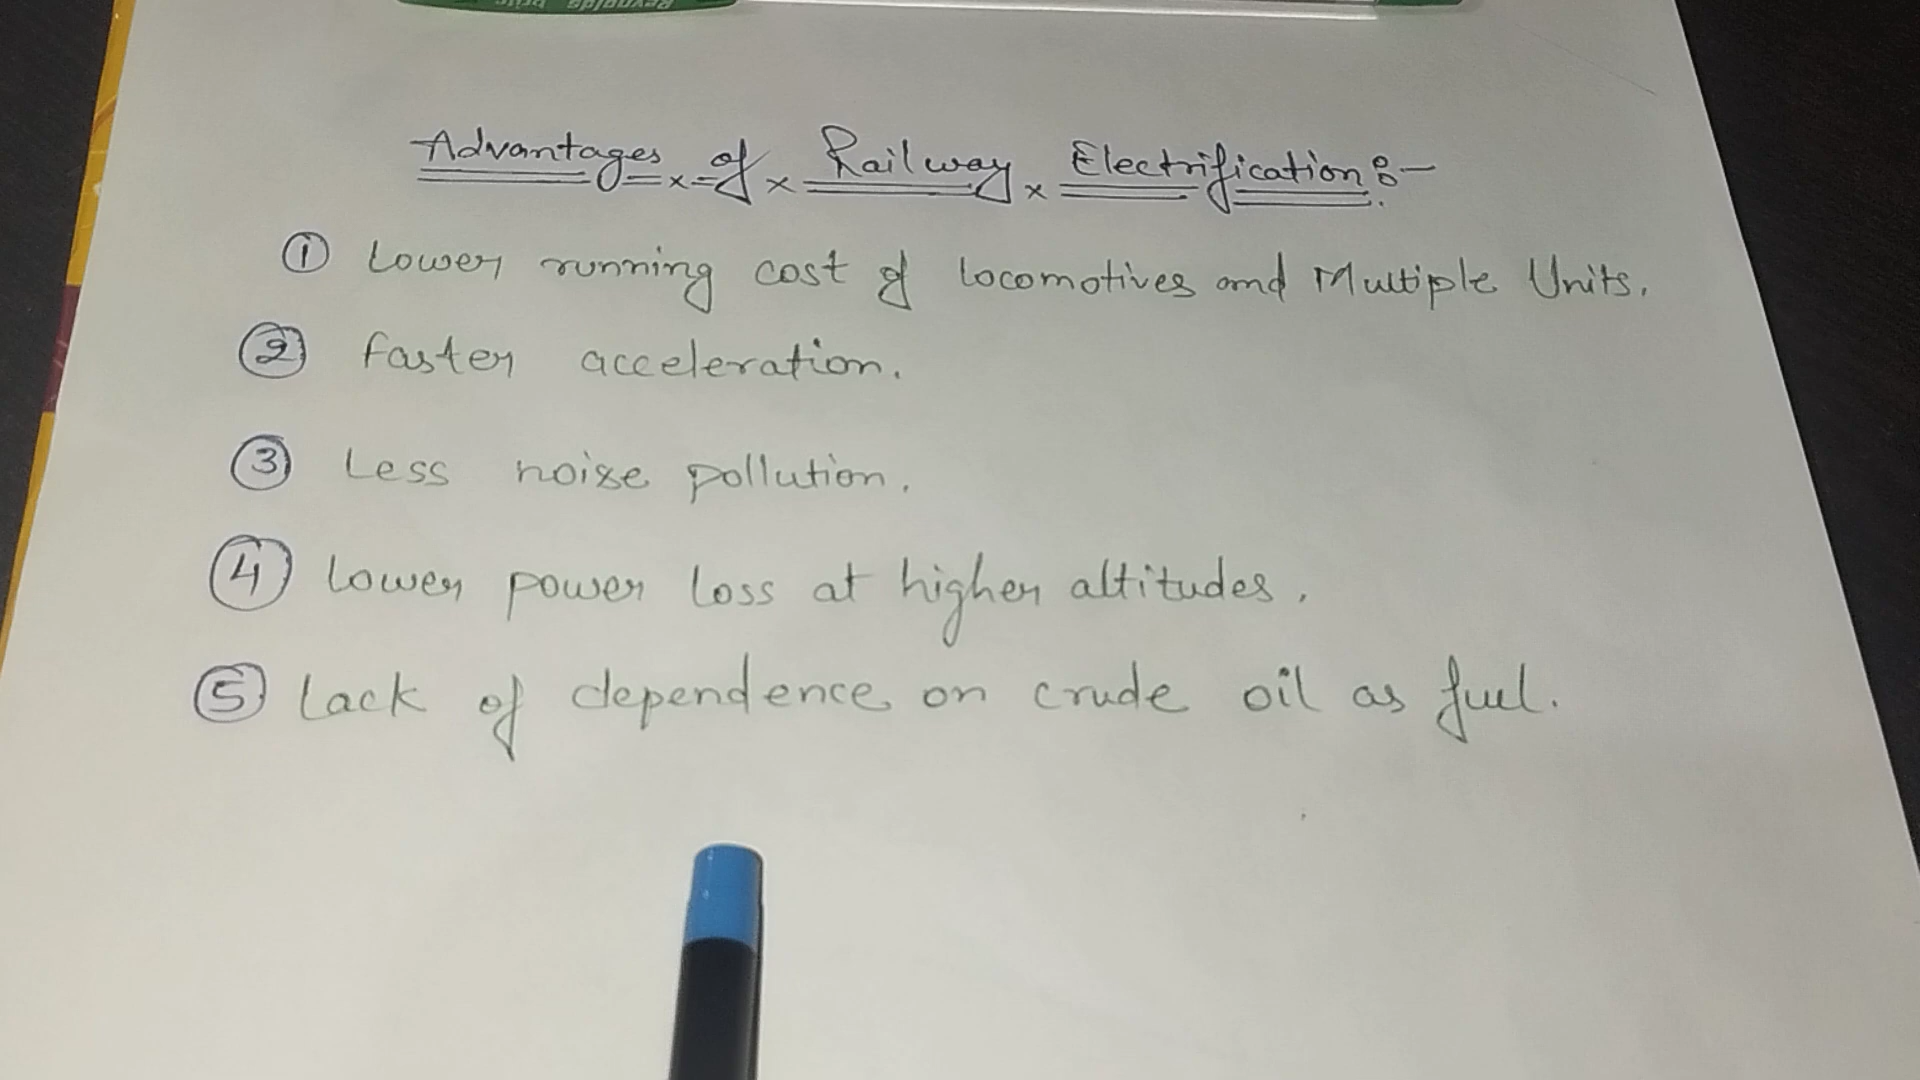 Advantages of Railway Electrification:-
① Lower running cost of locomotives and Multiple Units.
② Faster acceleration.
③ Less noise pollution.
④ Lower power loss at higher altitudes.
⑤ Lack of dependence on crude oil as fuel.